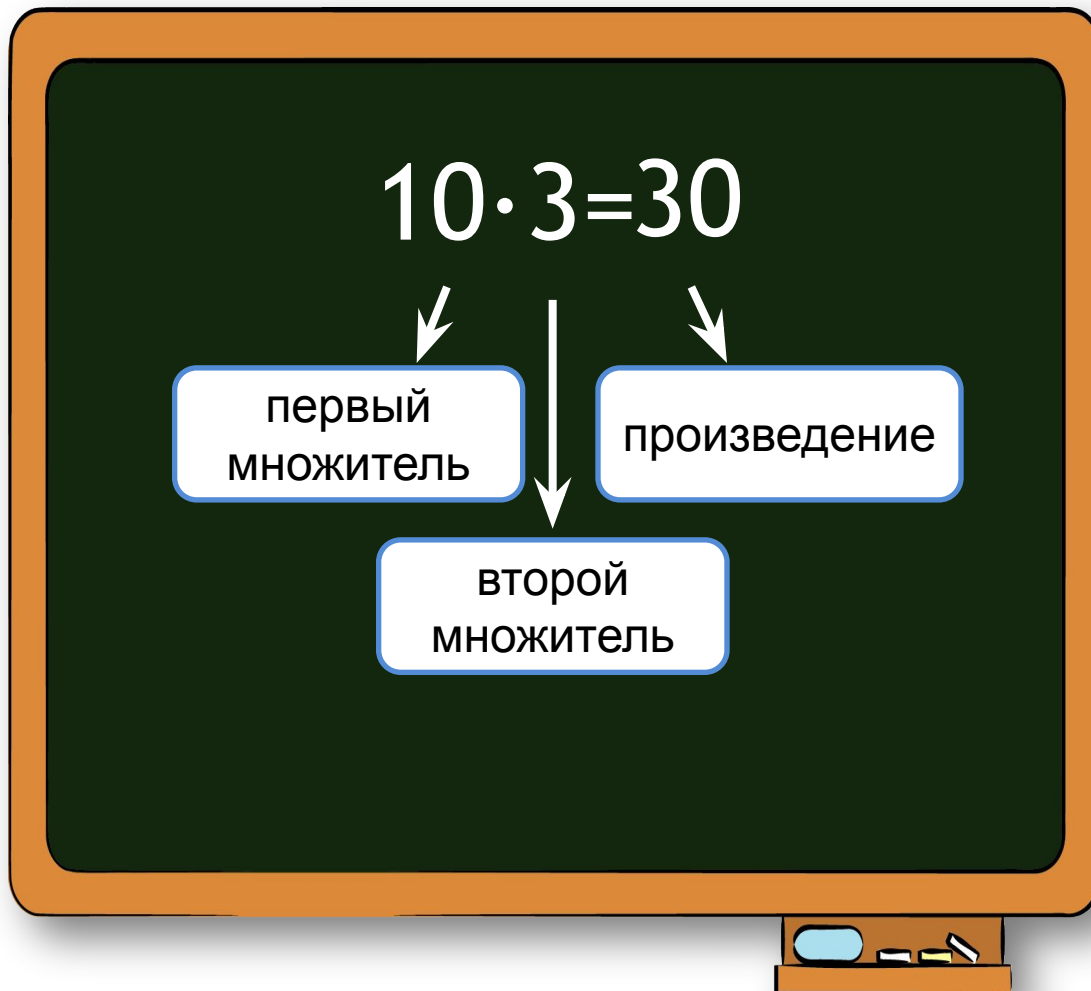 10·3=30
первый
множитель
произведение
второй
множитель